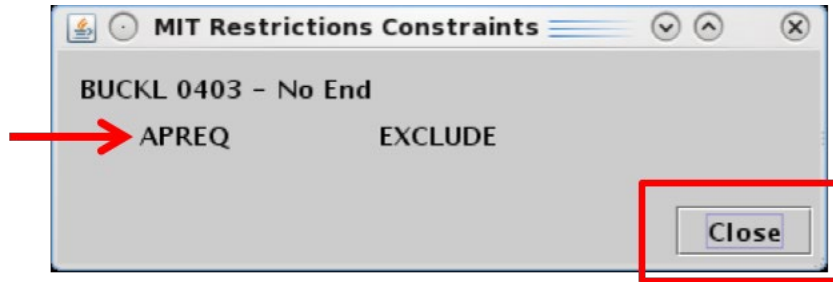 MIT Restrictions Constraints
BUCKL 0403 - No End
APREQ EXCLUDE
Close